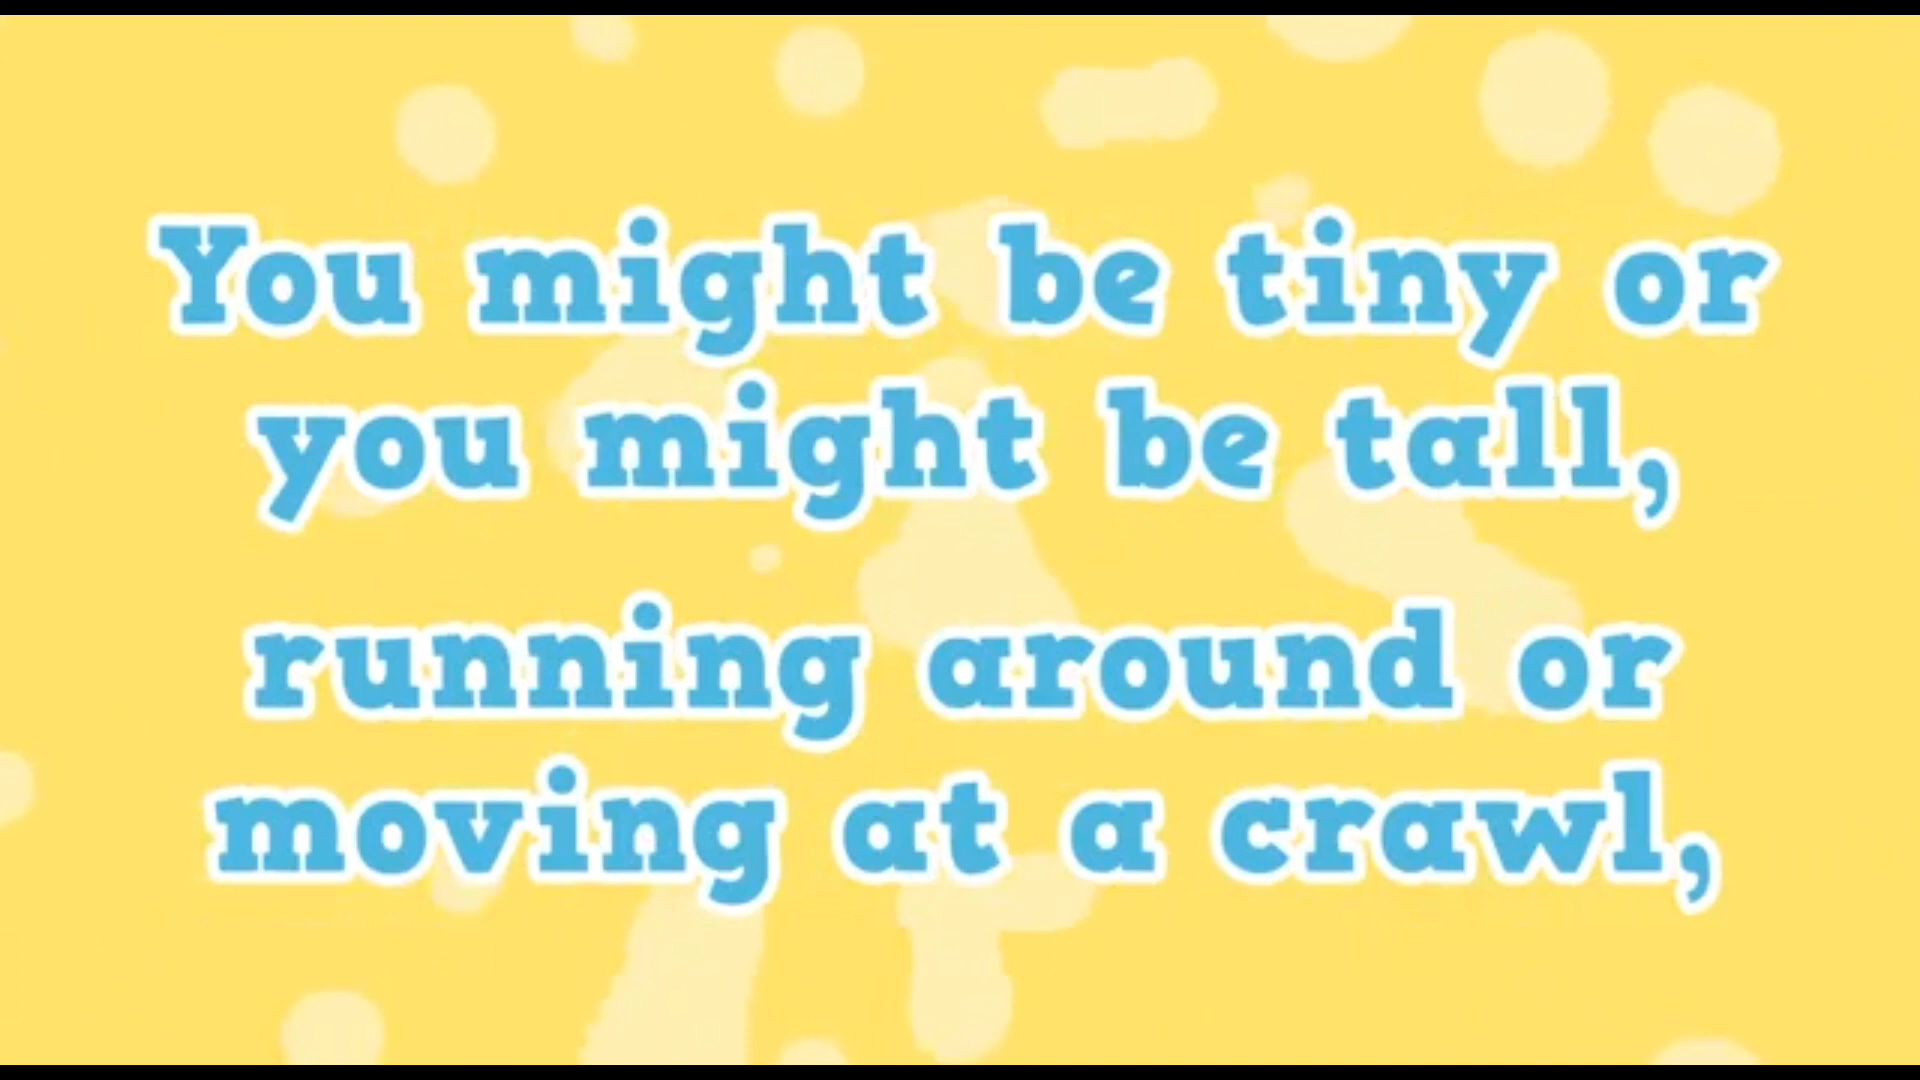 You might be tiny or
you might be tall,
running around or
moving at a crawl,